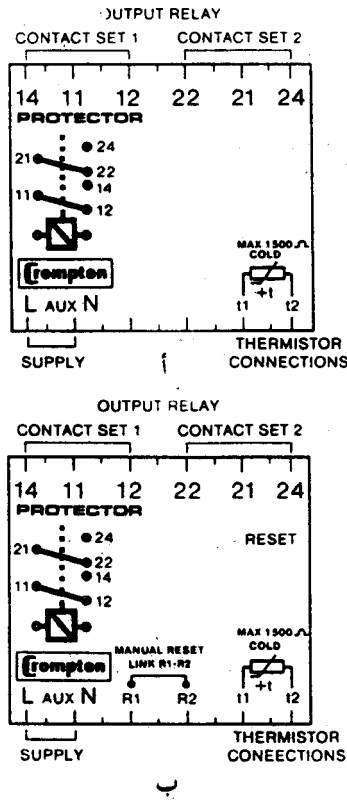 OUTPUT RELAY
CONTACT SET 1 CONTACT SET 2
14 11 12 22 21 24
PROTECTOR
24
21 22
14
11 12
MAX 1500 Ω
COLD
Crompton
+t
L AUX N t1 t2
SUPPLY THERMISTOR
CONNECTIONS
أ
OUTPUT RELAY
CONTACT SET 1 CONTACT SET 2
14 11 12 22 21 24
PROTECTOR
24 RESET
21 22
14
11 12
MAX 1500 Ω
COLD
MANUAL RESET
LINK R1-R2
Crompton
+t
L AUX N R1 R2 t1 t2
SUPPLY THERMISTOR
CONEECTIONS
ب